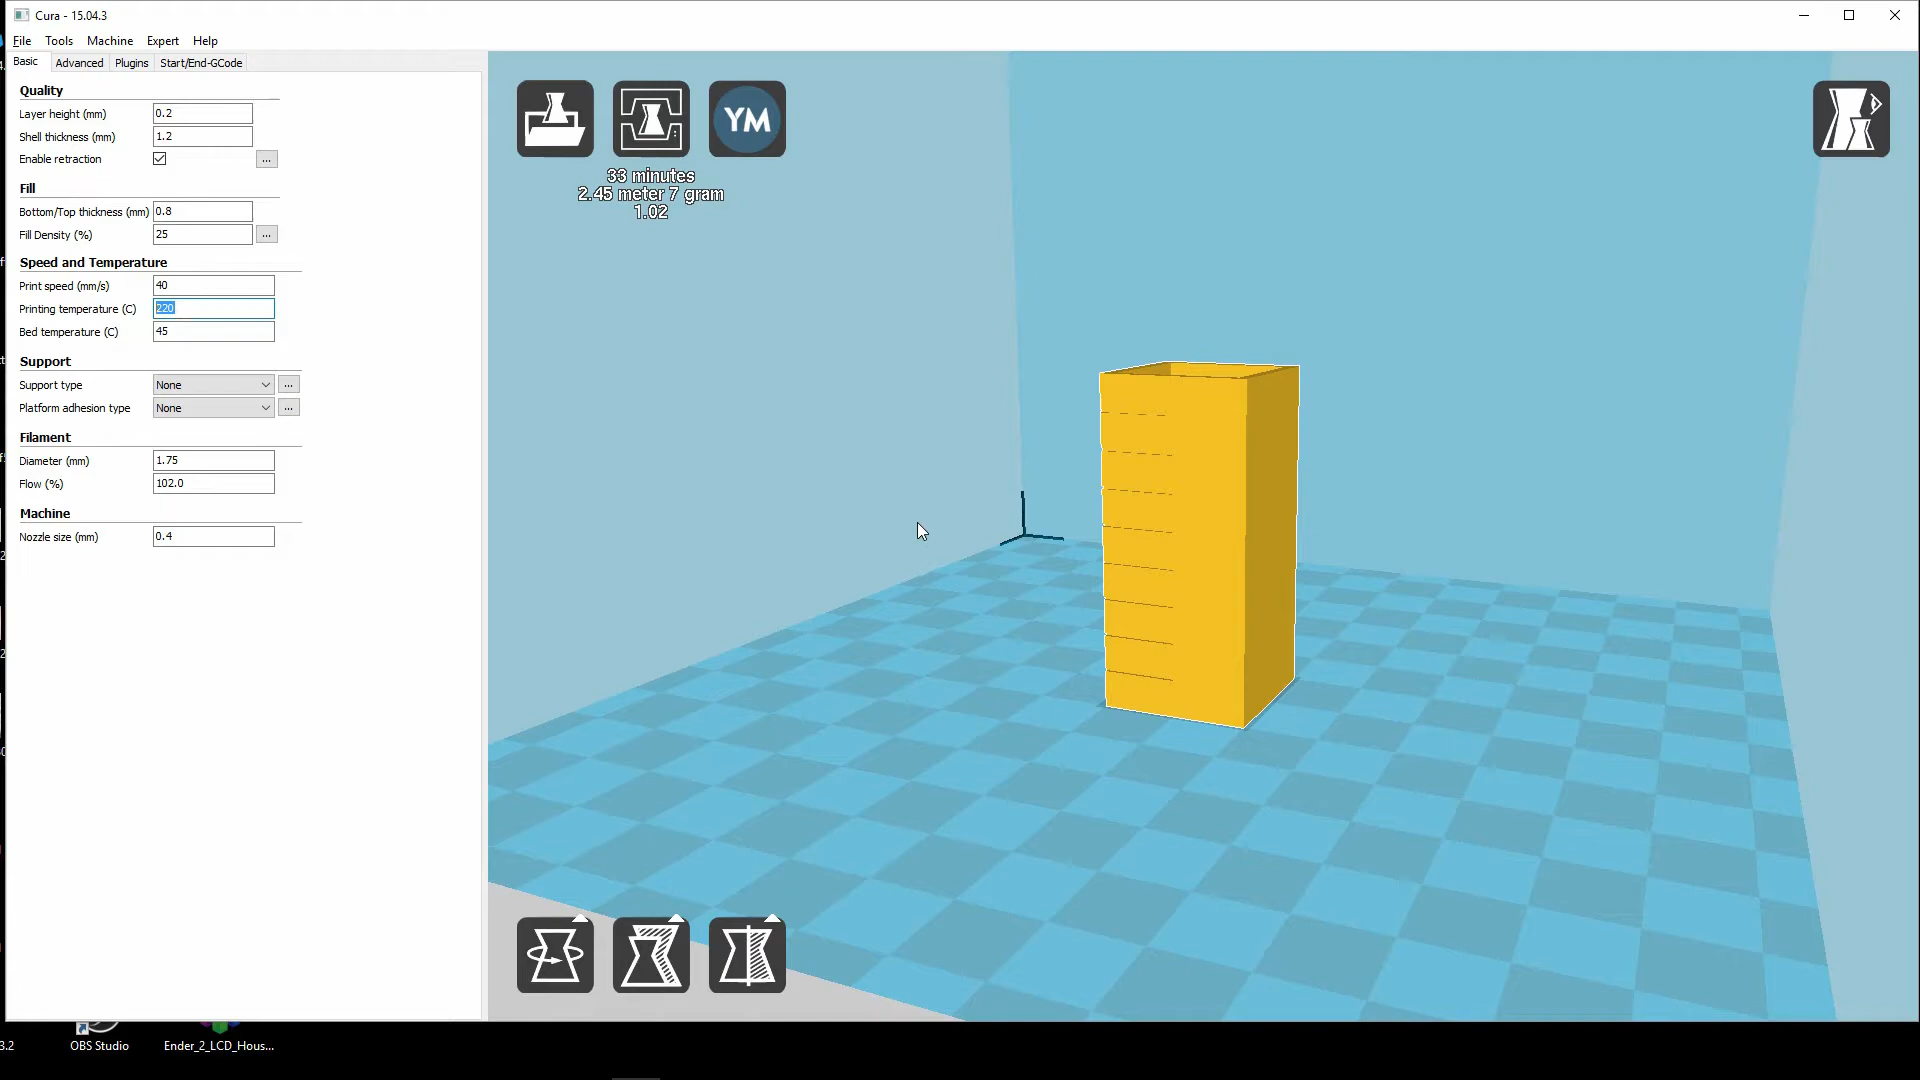 Cura - 15.04.3
File Tools Machine Expert Help
Basic Advanced Plugins Start/End-GCode
Quality
Layer height (mm) 0.2
Shell thickness (mm) 1.2
Enable retraction ...
Fill
Bottom/Top thickness (mm) 0.8
Fill Density (%) 25 ...
Speed and Temperature
Print speed (mm/s) 40
Printing temperature (C) 220
Bed temperature (C) 45
Support
Support type None ...
Platform adhesion type None ...
Filament
Diameter (mm) 1.75
Flow (%) 102.0
Machine
Nozzle size (mm) 0.4
YM
33 minutes
2.45 meter 7 gram
1.02
3.2
OBS Studio
Ender_2_LCD_Hous...